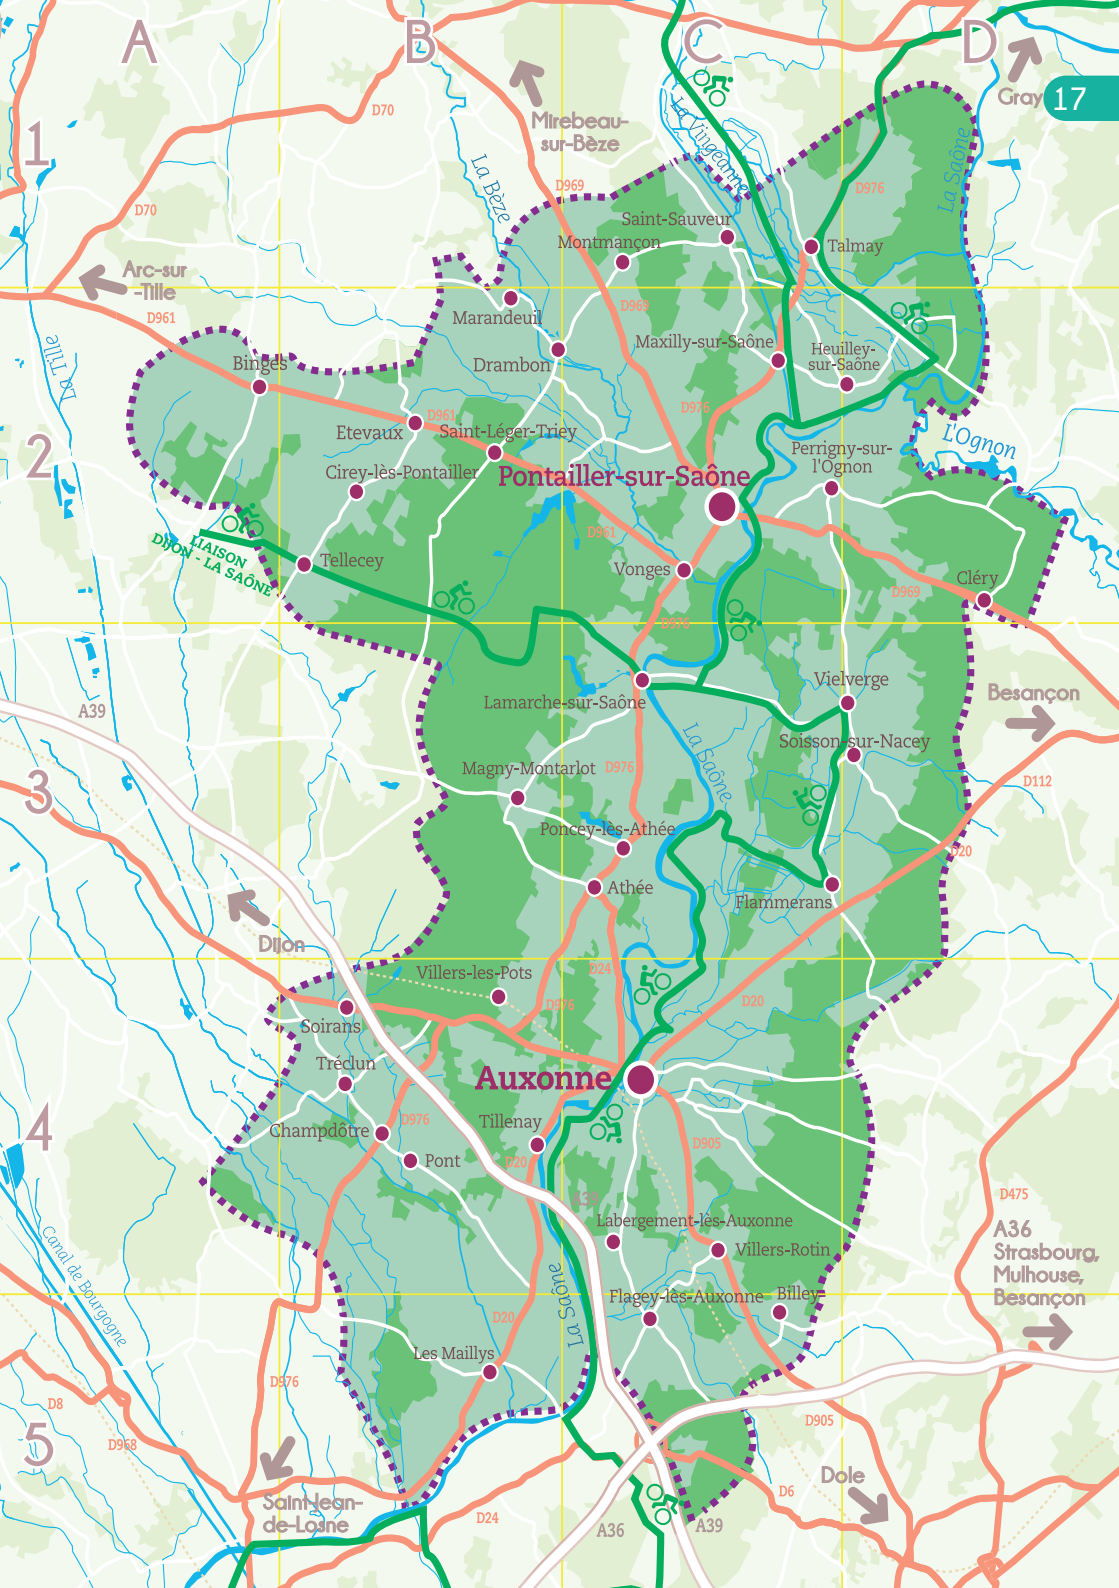 A
B
C
D
17
Gray
1
Mirebeau-
sur-Bèze
D70
La Vingeanne
La Bèze
La Saône
D969
D976
D70
Saint-Sauveur
Montmançon
Talmay
Arc-sur
-Tille
D961
Marandeuil
D969
Maxilly-sur-Saône
Heuilley-
sur-Saône
La Tille
Binges
Drambon
D976
D961
Etevaux
Saint-Léger-Triey
L'Ognon
2
Perrigny-sur-
l'Ognon
Cirey-lès-Pontailler
Pontailler-sur-Saône
LIAISON
DIJON - LA SAÔNE
D961
Tellecey
Vonges
Cléry
D969
D976
Vielverge
Besançon
Lamarche-sur-Saône
A39
La Saône
Soisson-sur-Nacey
Magny-Montarlot
D976
D112
3
Poncey-lès-Athée
D20
Athée
Flammerans
Dijon
Villers-les-Pots
D24
D976
D20
Soirans
Tréclun
Auxonne
Champdôtre
D976
Tillenay
4
D905
Pont
D20
D475
A39
Labergement-lès-Auxonne
A36
Strasbourg,
Mulhouse,
Besançon
Villers-Rotin
Canal de Bourgogne
La Saône
Flagey-lès-Auxonne
Billey
D20
Les Maillys
D976
D8
D905
D968
5
Dole
Saint-Jean-
de-Losne
D6
D24
A36
A39